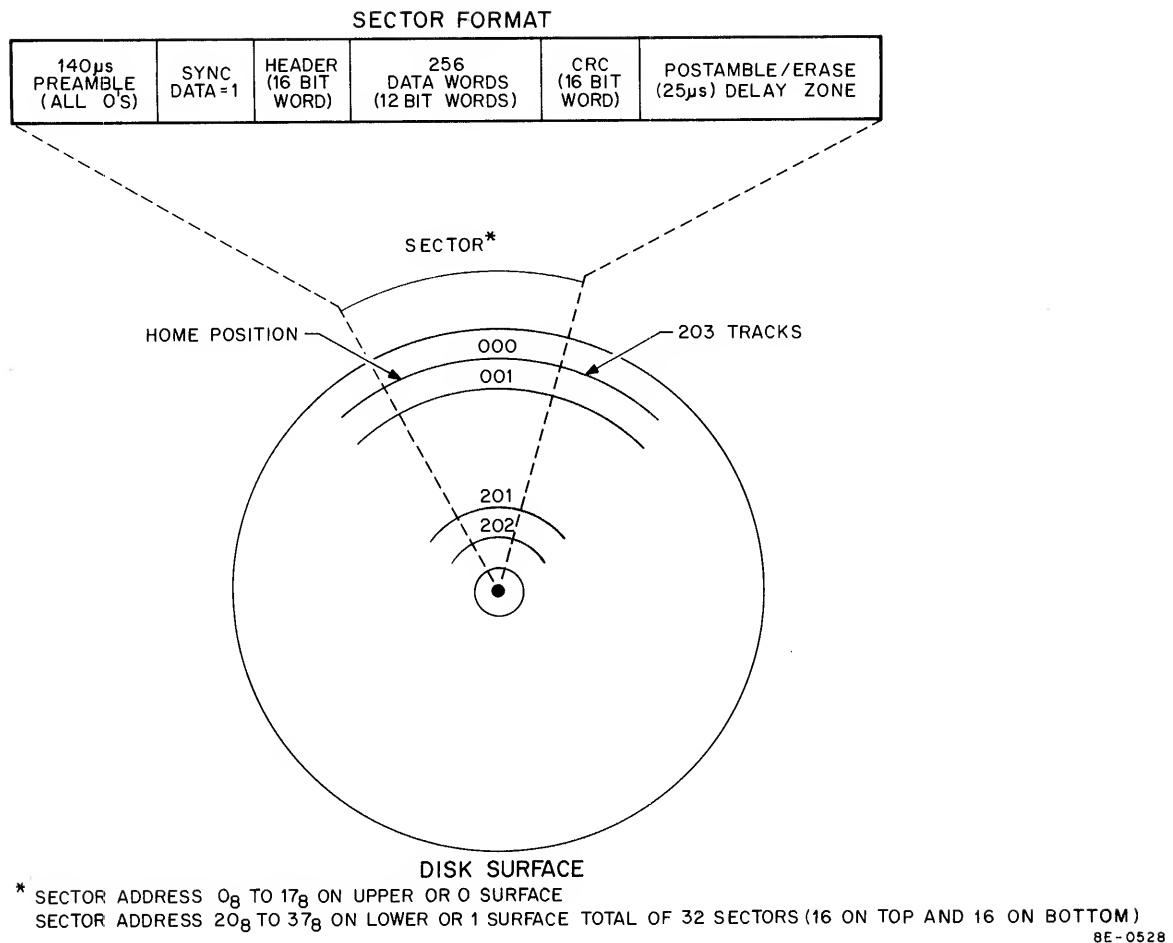 SECTOR FORMAT
140µs
PREAMBLE
(ALL 0'S)
SYNC
DATA=1
HEADER
(16 BIT
WORD)
256
DATA WORDS
(12 BIT WORDS)
CRC
(16 BIT
WORD)
POSTAMBLE/ERASE
(25µs) DELAY ZONE
SECTOR*
HOME POSITION
203 TRACKS
000
001
201
202
DISK SURFACE
* SECTOR ADDRESS 0₈ TO 17₈ ON UPPER OR 0 SURFACE
SECTOR ADDRESS 20₈ TO 37₈ ON LOWER OR 1 SURFACE TOTAL OF 32 SECTORS (16 ON TOP AND 16 ON BOTTOM)
8E-0528